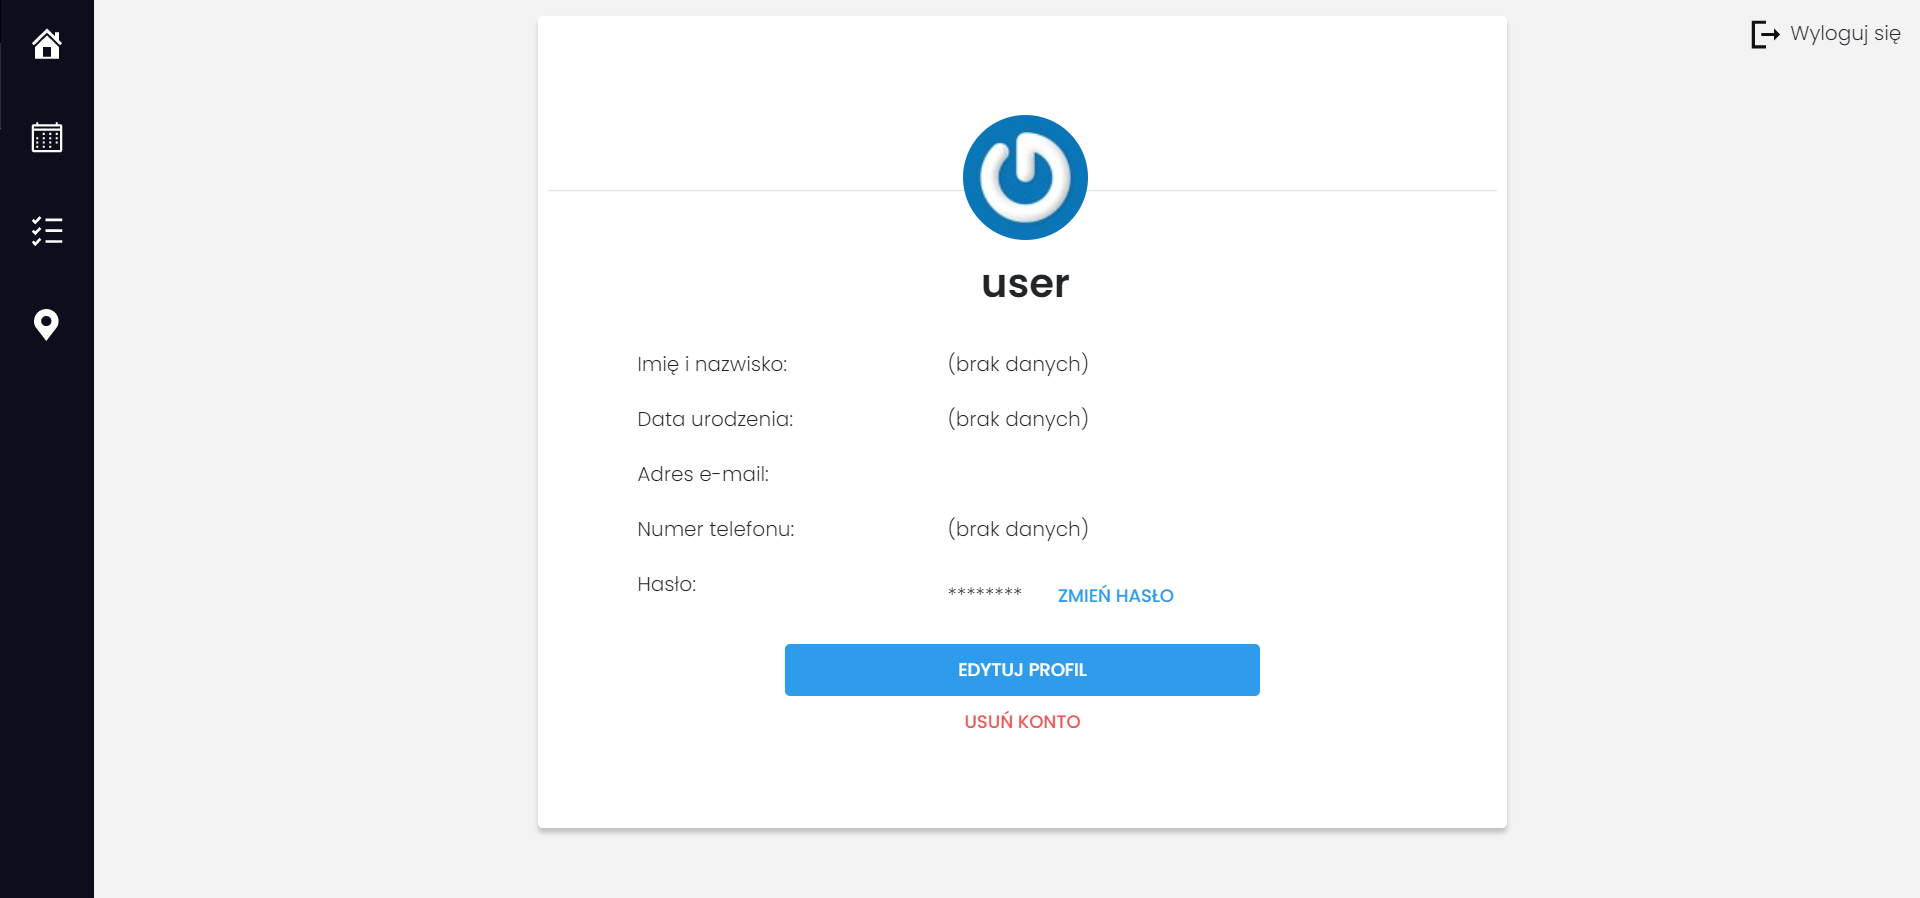 Wyloguj się
user
Imię i nazwisko: (brak danych)
Data urodzenia: (brak danych)
Adres e-mail:
Numer telefonu: (brak danych)
Hasło: ******** ZMIEŃ HASŁO
EDYTUJ PROFIL
USUŃ KONTO